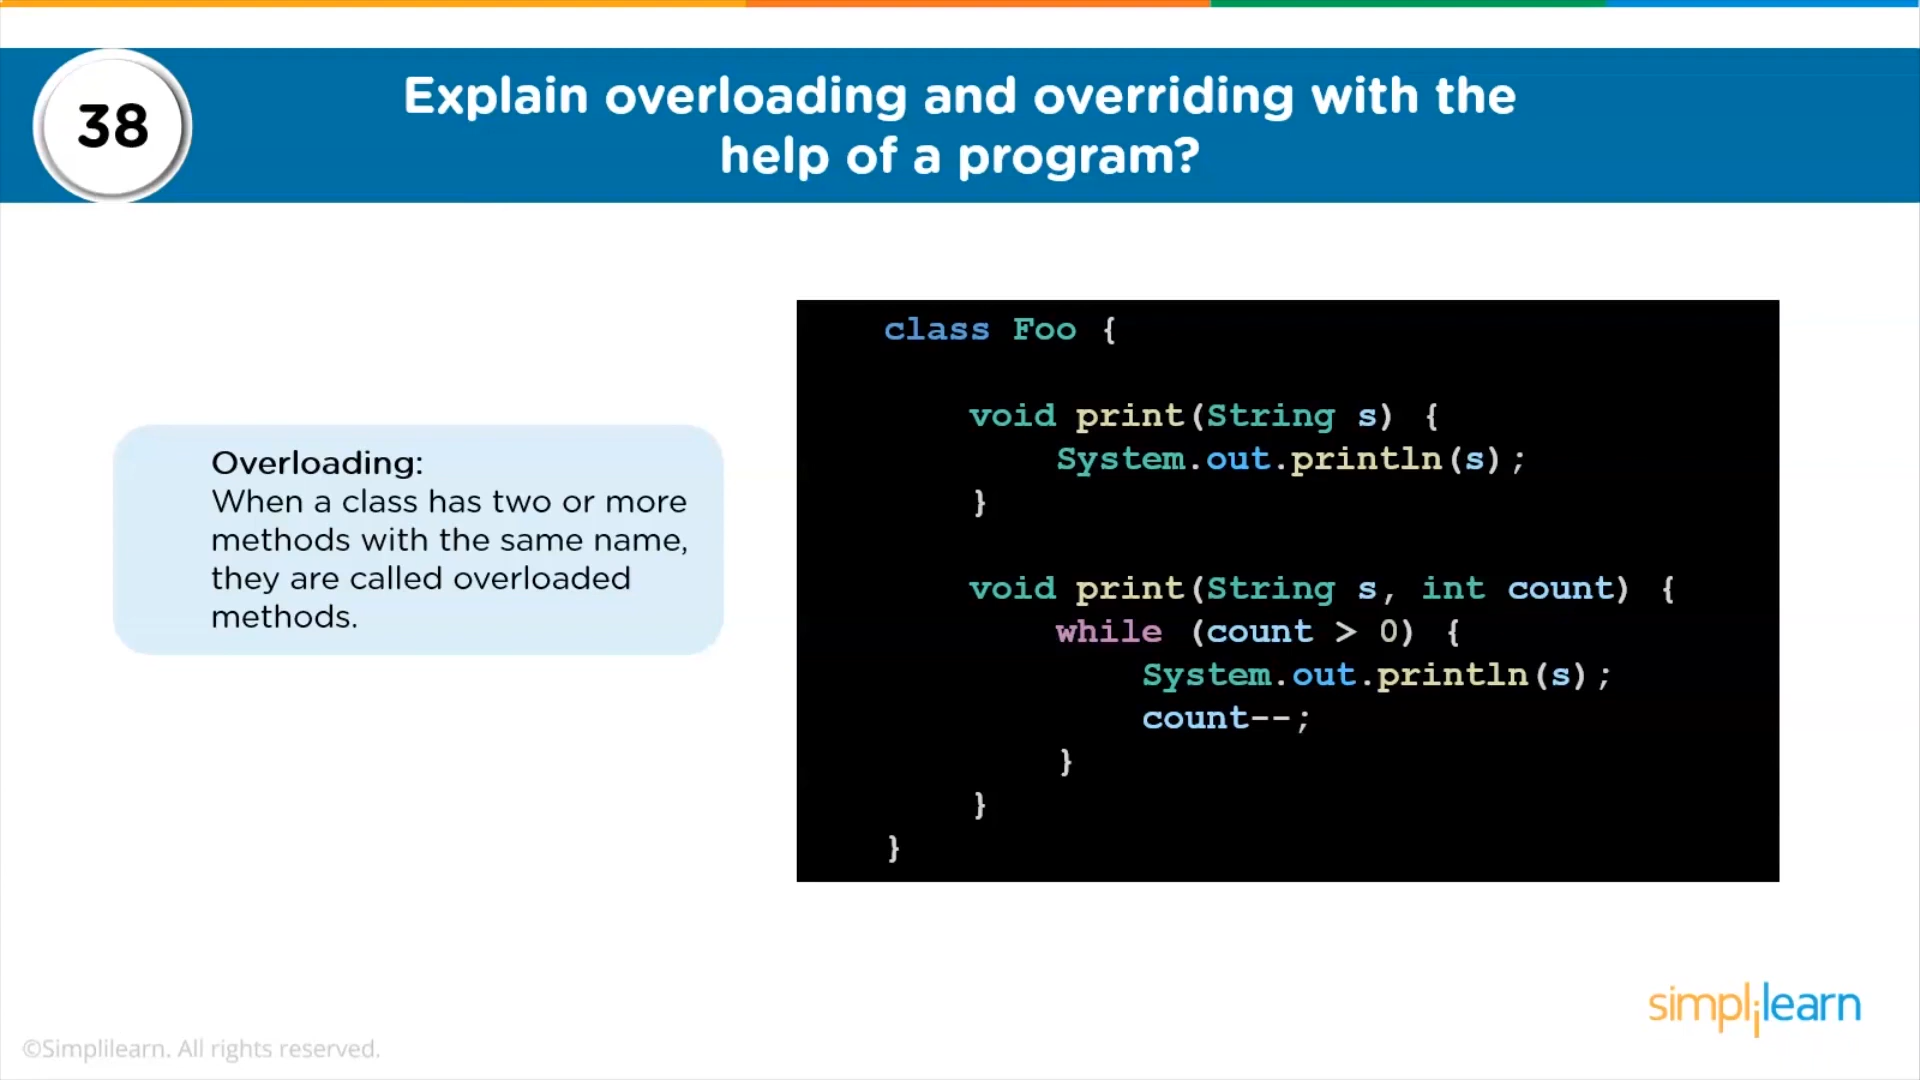 38
Explain overloading and overriding with the
help of a program?
Overloading:
When a class has two or more
methods with the same name,
they are called overloaded
methods.
class Foo {
void print(String s) {
System.out.println(s);
}
void print(String s, int count) {
while (count > 0) {
System.out.println(s);
count--;
}
}
}
simplilearn
©Simplilearn. All rights reserved.